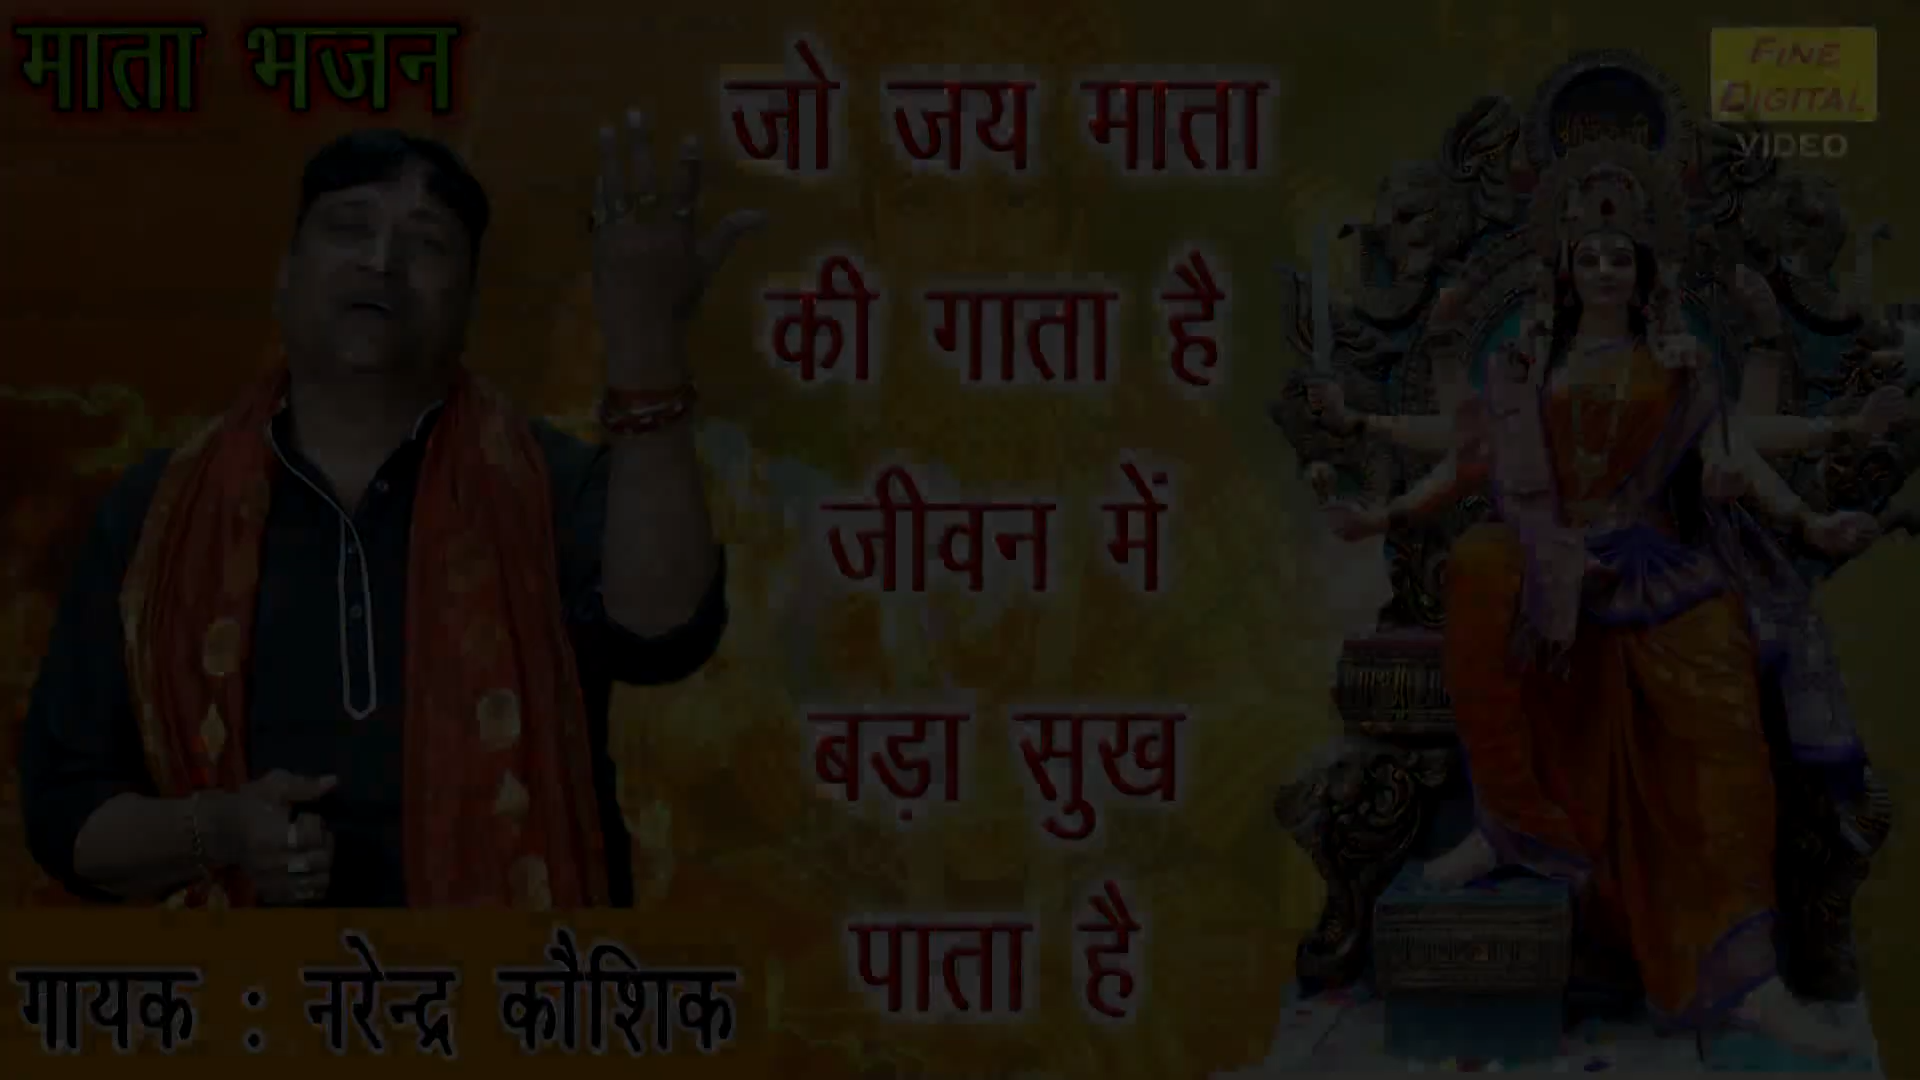 माता भजन
जो जय माता
की गाता है
जीवन में
बड़ा सुख
पाता है
गायक : नरेन्द्र कौशिक
FINE
DIGITAL
VIDEO